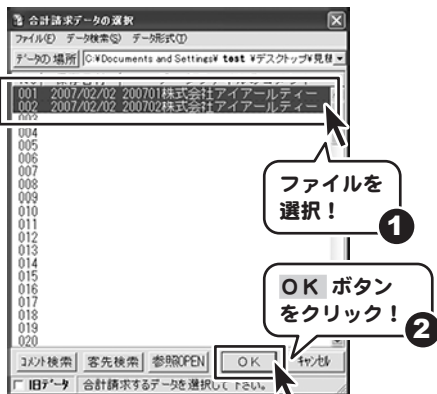 合計請求データの選択
ファイル(F) データ検索(S) データ形式(T)
データの場所 C:¥Documents and Settings¥ test ¥デスクトップ¥見積
001 2007/02/02 200701株式会社アイアールティー
002 2007/02/02 200702株式会社アイアールティー
003
004
005
006
007
008
009
010
011
012
013
014
015
016
017
018
019
020
ファイルを
選択！
1
OK ボタン
をクリック！
2
コメント検索 客先検索 参照OPEN OK キャンセル
旧データ 合計請求するデータを選択して下さい。